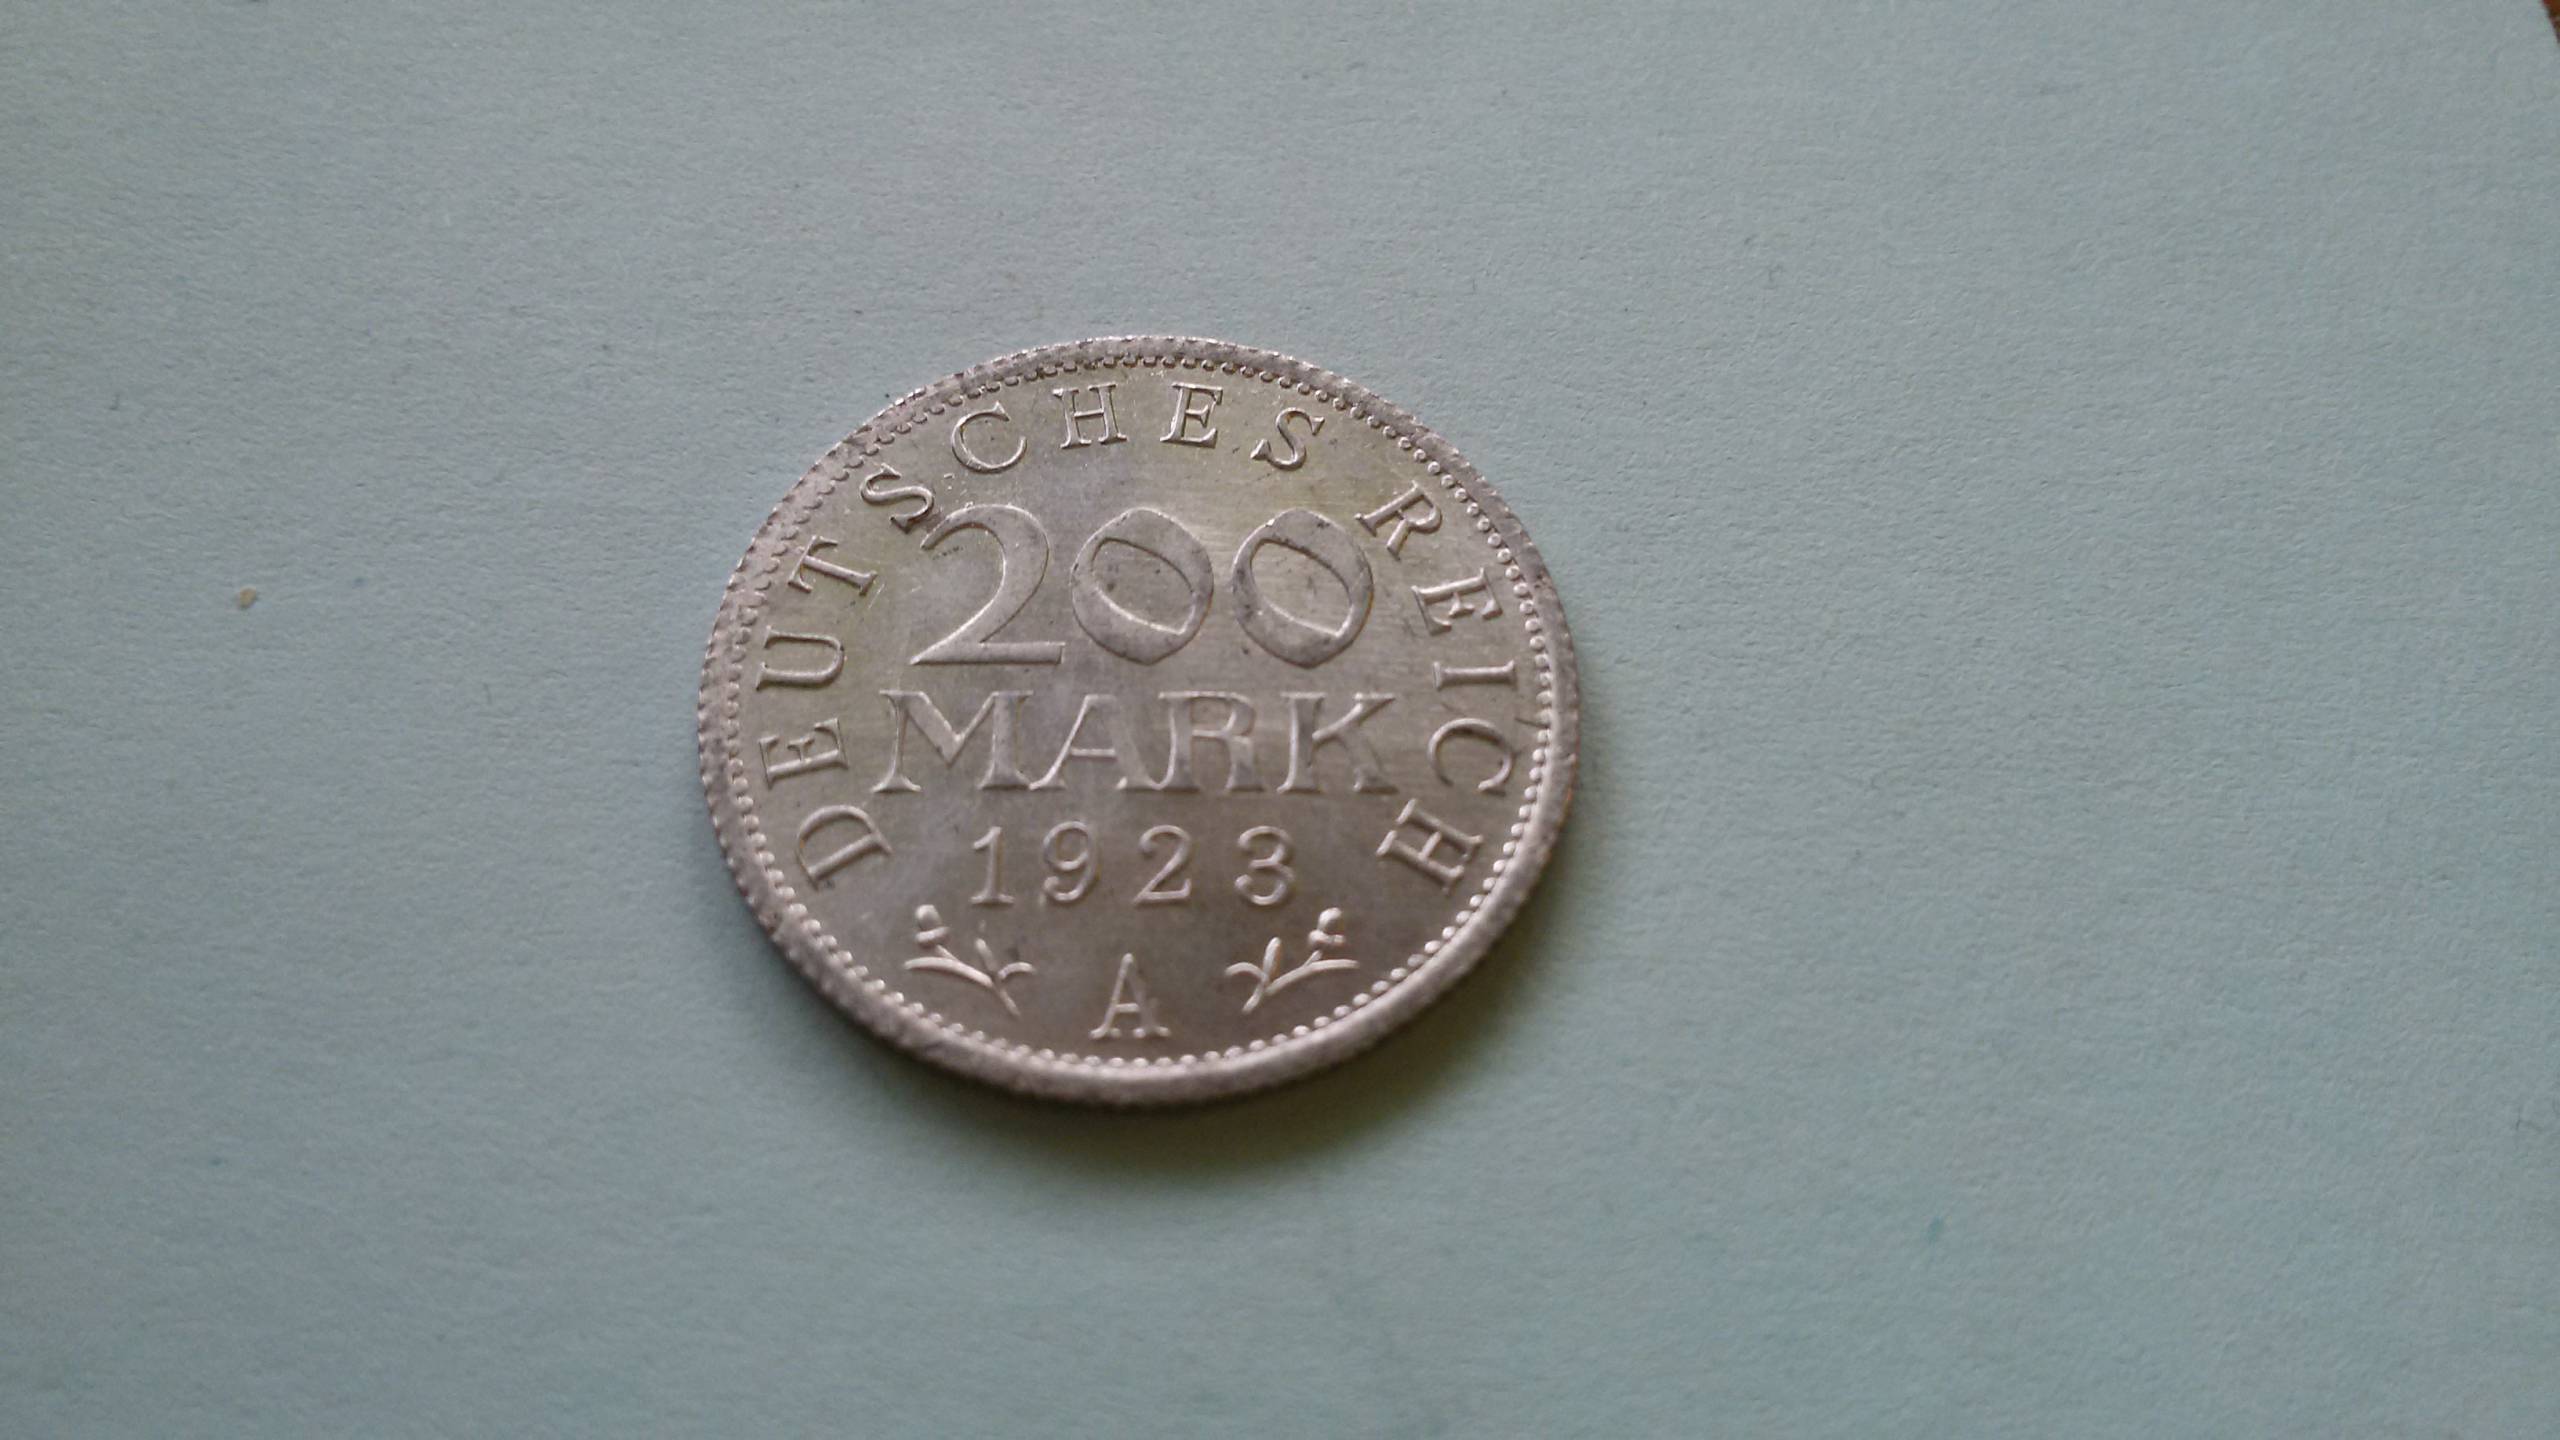 DEUTSCHES REICH
200
MARK
1923
A